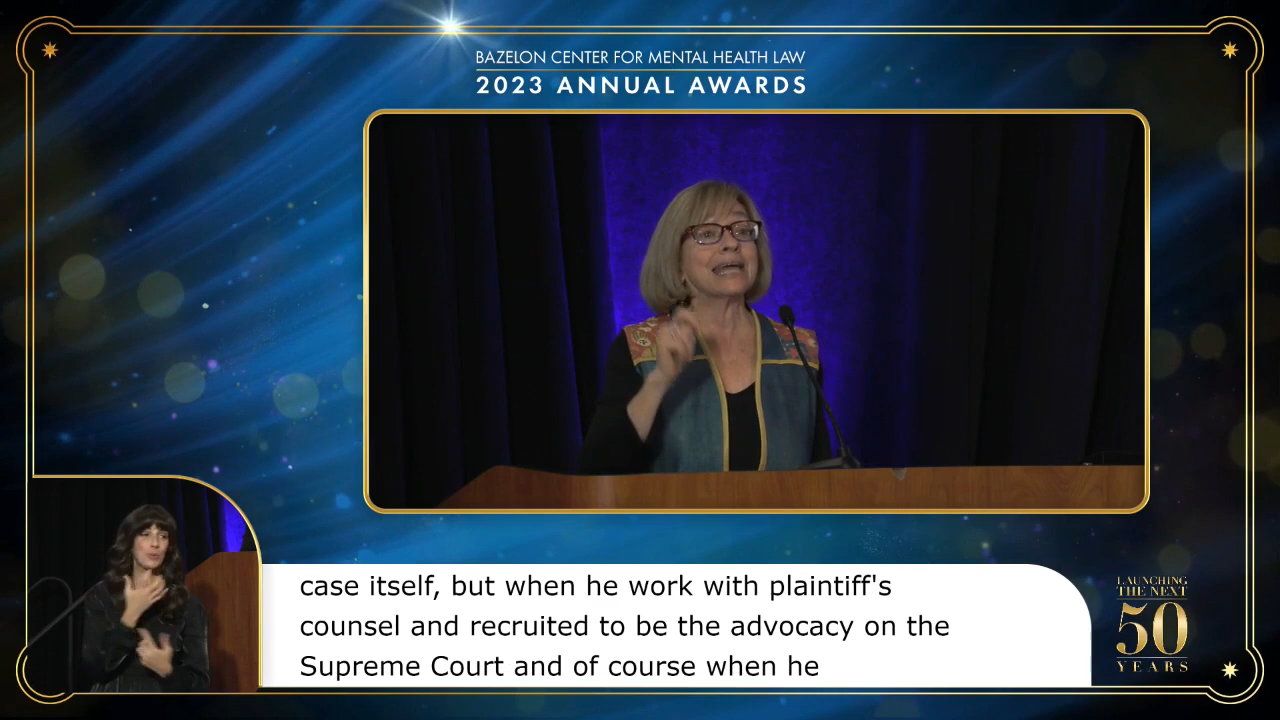 BAZELON CENTER FOR MENTAL HEALTH LAW
2023 ANNUAL AWARDS
case itself, but when he work with plaintiff's
counsel and recruited to be the advocacy on the
Supreme Court and of course when he
LAUNCHING
THE NEXT
50
YEARS